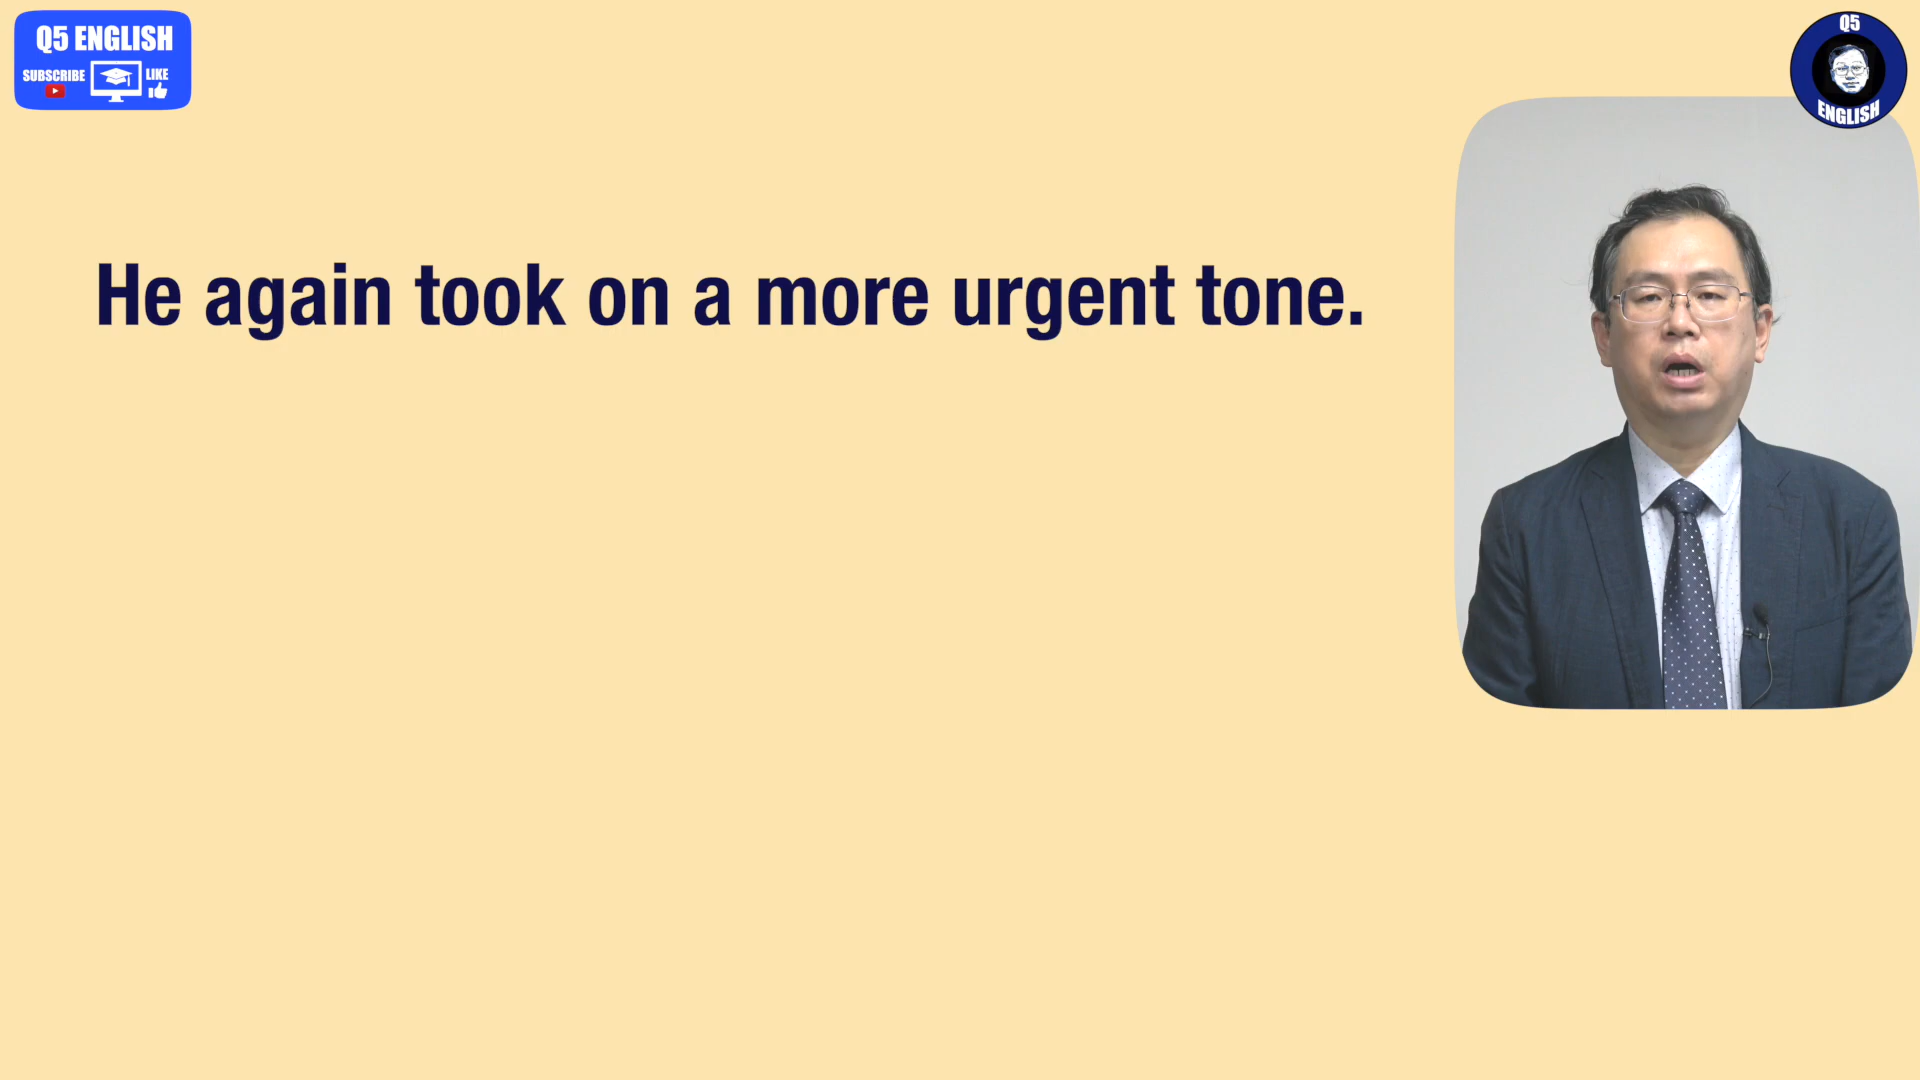 Q5 ENGLISH
SUBSCRIBE
LIKE
Q5
ENGLISH
He again took on a more urgent tone.